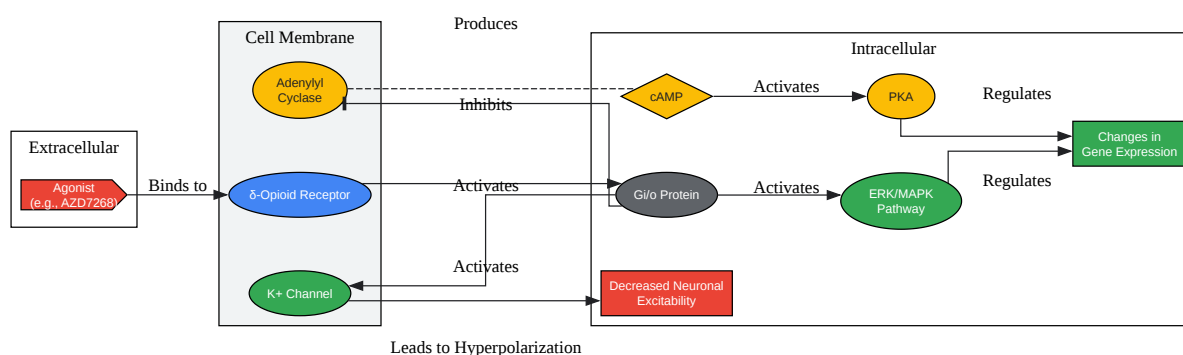 Produces
Cell Membrane
Intracellular
Adenylyl
Cyclase
Inhibits
cAMP
Activates
PKA
Regulates
Changes in
Gene Expression
Extracellular
Agonist
(e.g., AZD7268)
Binds to
δ-Opioid Receptor
Activates
Gi/o Protein
Activates
ERK/MAPK
Pathway
Regulates
Activates
K+ Channel
Decreased Neuronal
Excitability
Leads to Hyperpolarization